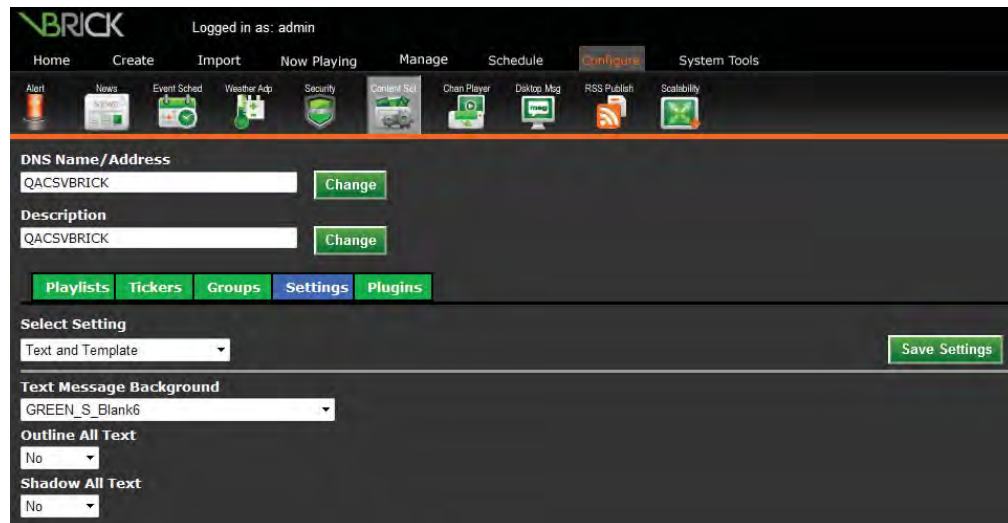 VBRICK Logged in as: admin
Home Create Import Now Playing Manage Schedule Configure System Tools
Alert News Event Sched Weather Adp Security Content Ssl Chan Player Dsktop Msg RSS Publish Scalability
NEWS msg
DNS Name/Address
QACSVBRICK Change
Description
QACSVBRICK Change
Playlists Tickers Groups Settings Plugins
Select Setting
Text and Template Save Settings
Text Message Background
GREEN_S_Blank6
Outline All Text
No
Shadow All Text
No